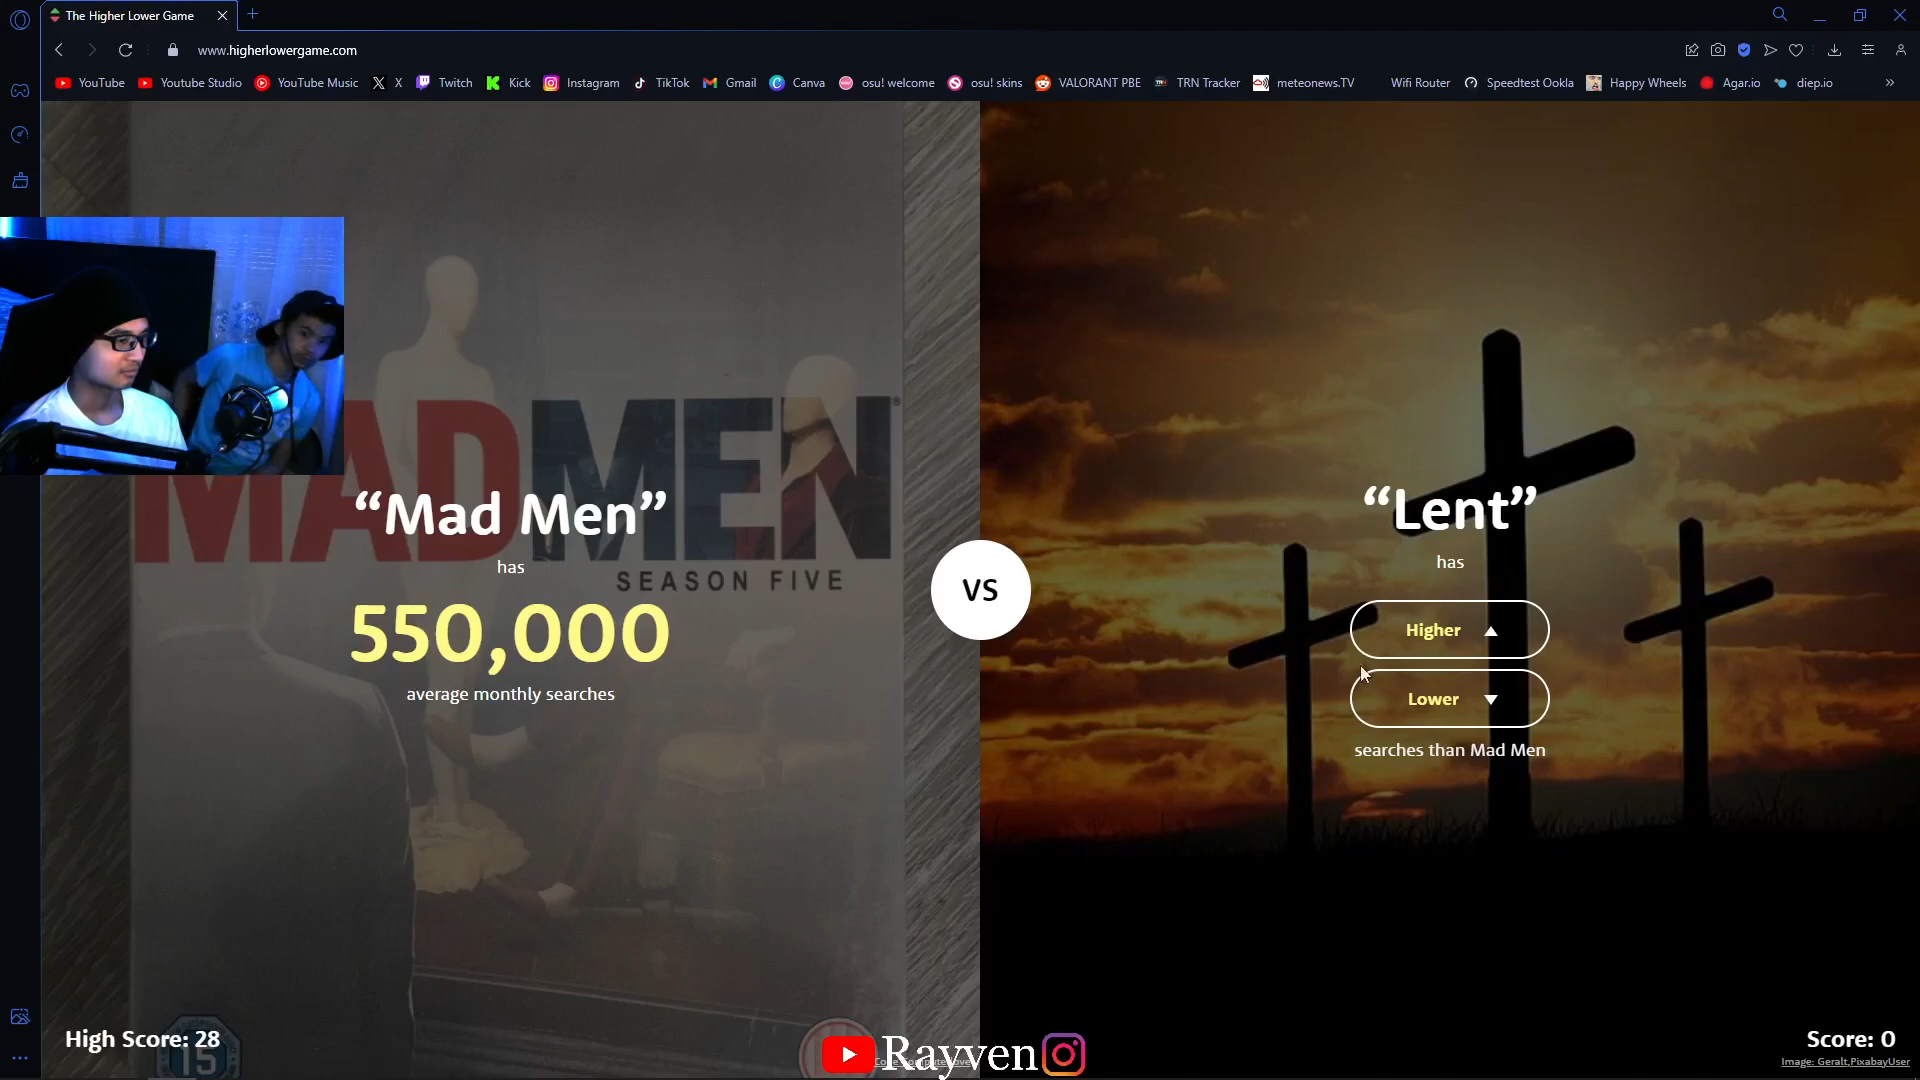 The Higher Lower Game
www.higherlowergame.com
YouTube
Youtube Studio
YouTube Music
X
Twitch
Kick
Instagram
TikTok
Gmail
Canva
osu! welcome
osu! skins
VALORANT PBE
TRN Tracker
meteonews.TV
Wifi Router
Speedtest Ookla
Happy Wheels
Agar.io
diep.io
MADMEN
SEASON FIVE
“Mad Men”
has
550,000
average monthly searches
VS
“Lent”
has
Higher
Lower
searches than Mad Men
High Score: 28
15
Rayven
Score: 0
Image: Geralt,PixabayUser